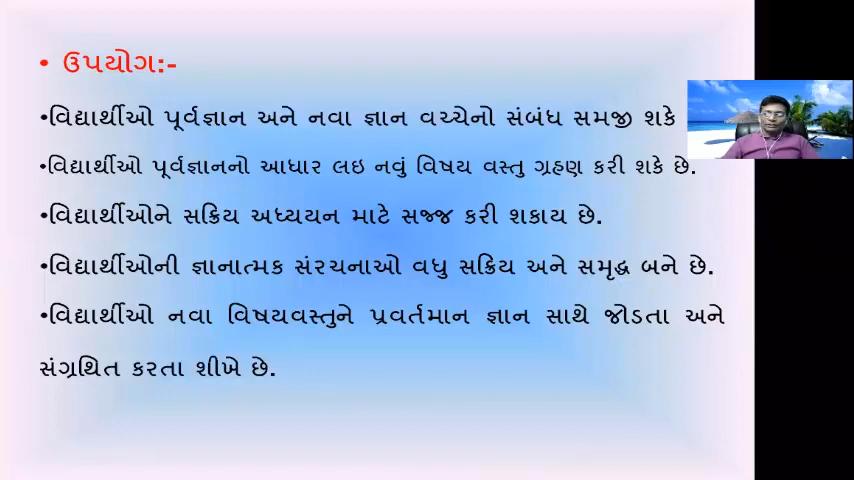 • ઉપયોગ:-
•વિદ્યાર્થીઓ પૂર્વજ્ઞાન અને નવા જ્ઞાન વચ્ચેનો સંબંધ સમજી શકે
•વિદ્યાર્થીઓ પૂર્વજ્ઞાનનો આધાર લઇ નવું વિષય વસ્તુ ગ્રહણ કરી શકે છે.
•વિદ્યાર્થીઓને સક્રિય અધ્યયન માટે સજ્જ કરી શકાય છે.
•વિદ્યાર્થીઓની જ્ઞાનાત્મક સંરચનાઓ વધુ સક્રિય અને સમૃદ્ધ બને છે.
•વિદ્યાર્થીઓ નવા વિષયવસ્તુને પ્રવર્તમાન જ્ઞાન સાથે જોડતા અને
સંગ્રથિત કરતા શીખે છે.